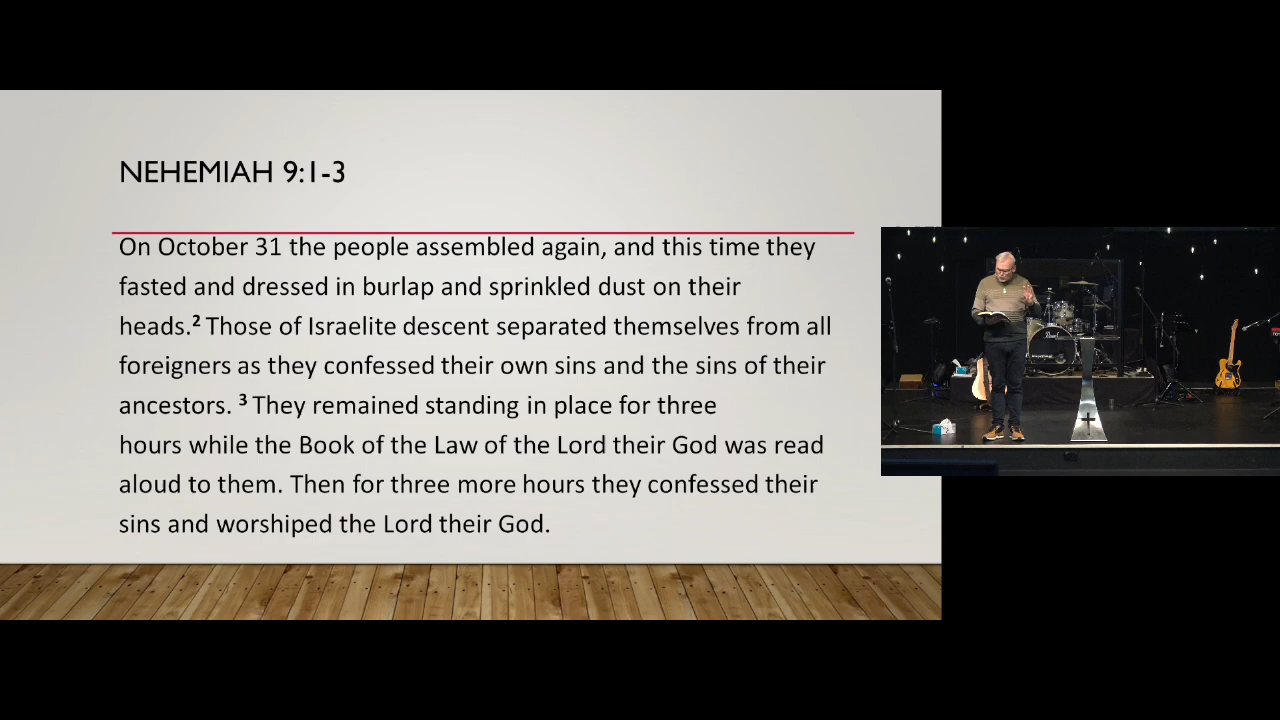 NEHEMIAH 9:1-3
On October 31 the people assembled again, and this time they
fasted and dressed in burlap and sprinkled dust on their
heads.² Those of Israelite descent separated themselves from all
foreigners as they confessed their own sins and the sins of their
ancestors. ³ They remained standing in place for three
hours while the Book of the Law of the Lord their God was read
aloud to them. Then for three more hours they confessed their
sins and worshiped the Lord their God.